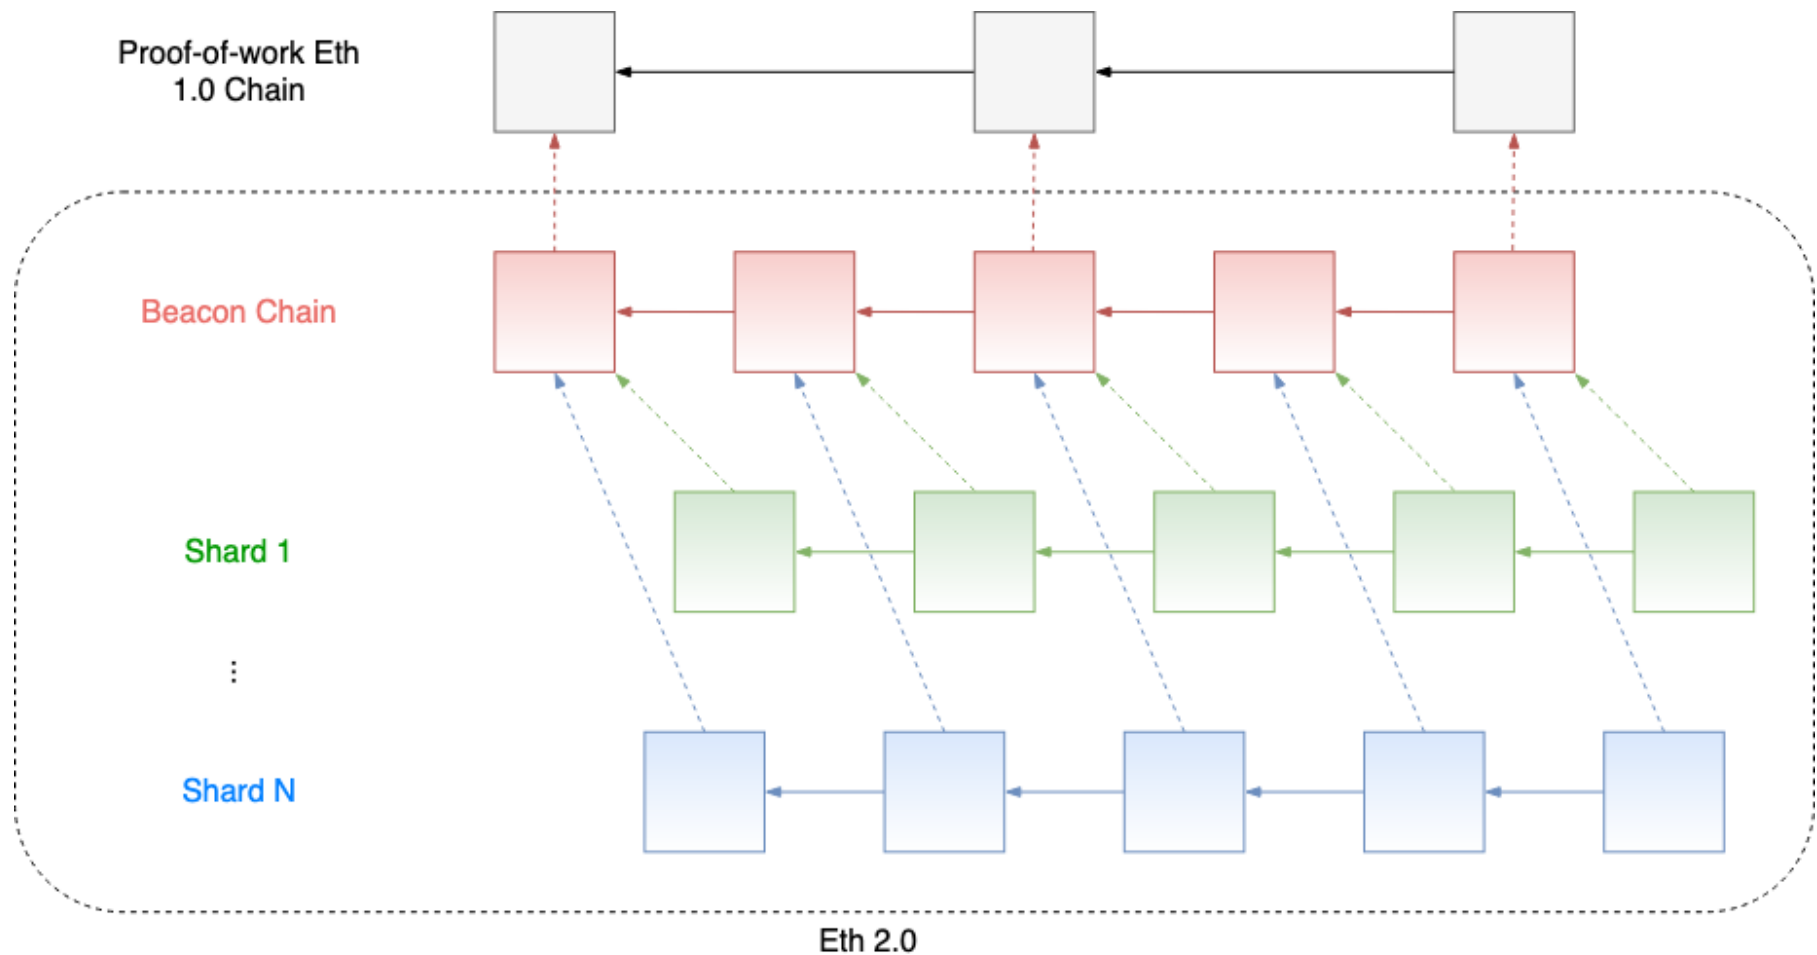 Proof-of-work Eth
1.0 Chain
Beacon Chain
Shard 1
...
Shard N
Eth 2.0